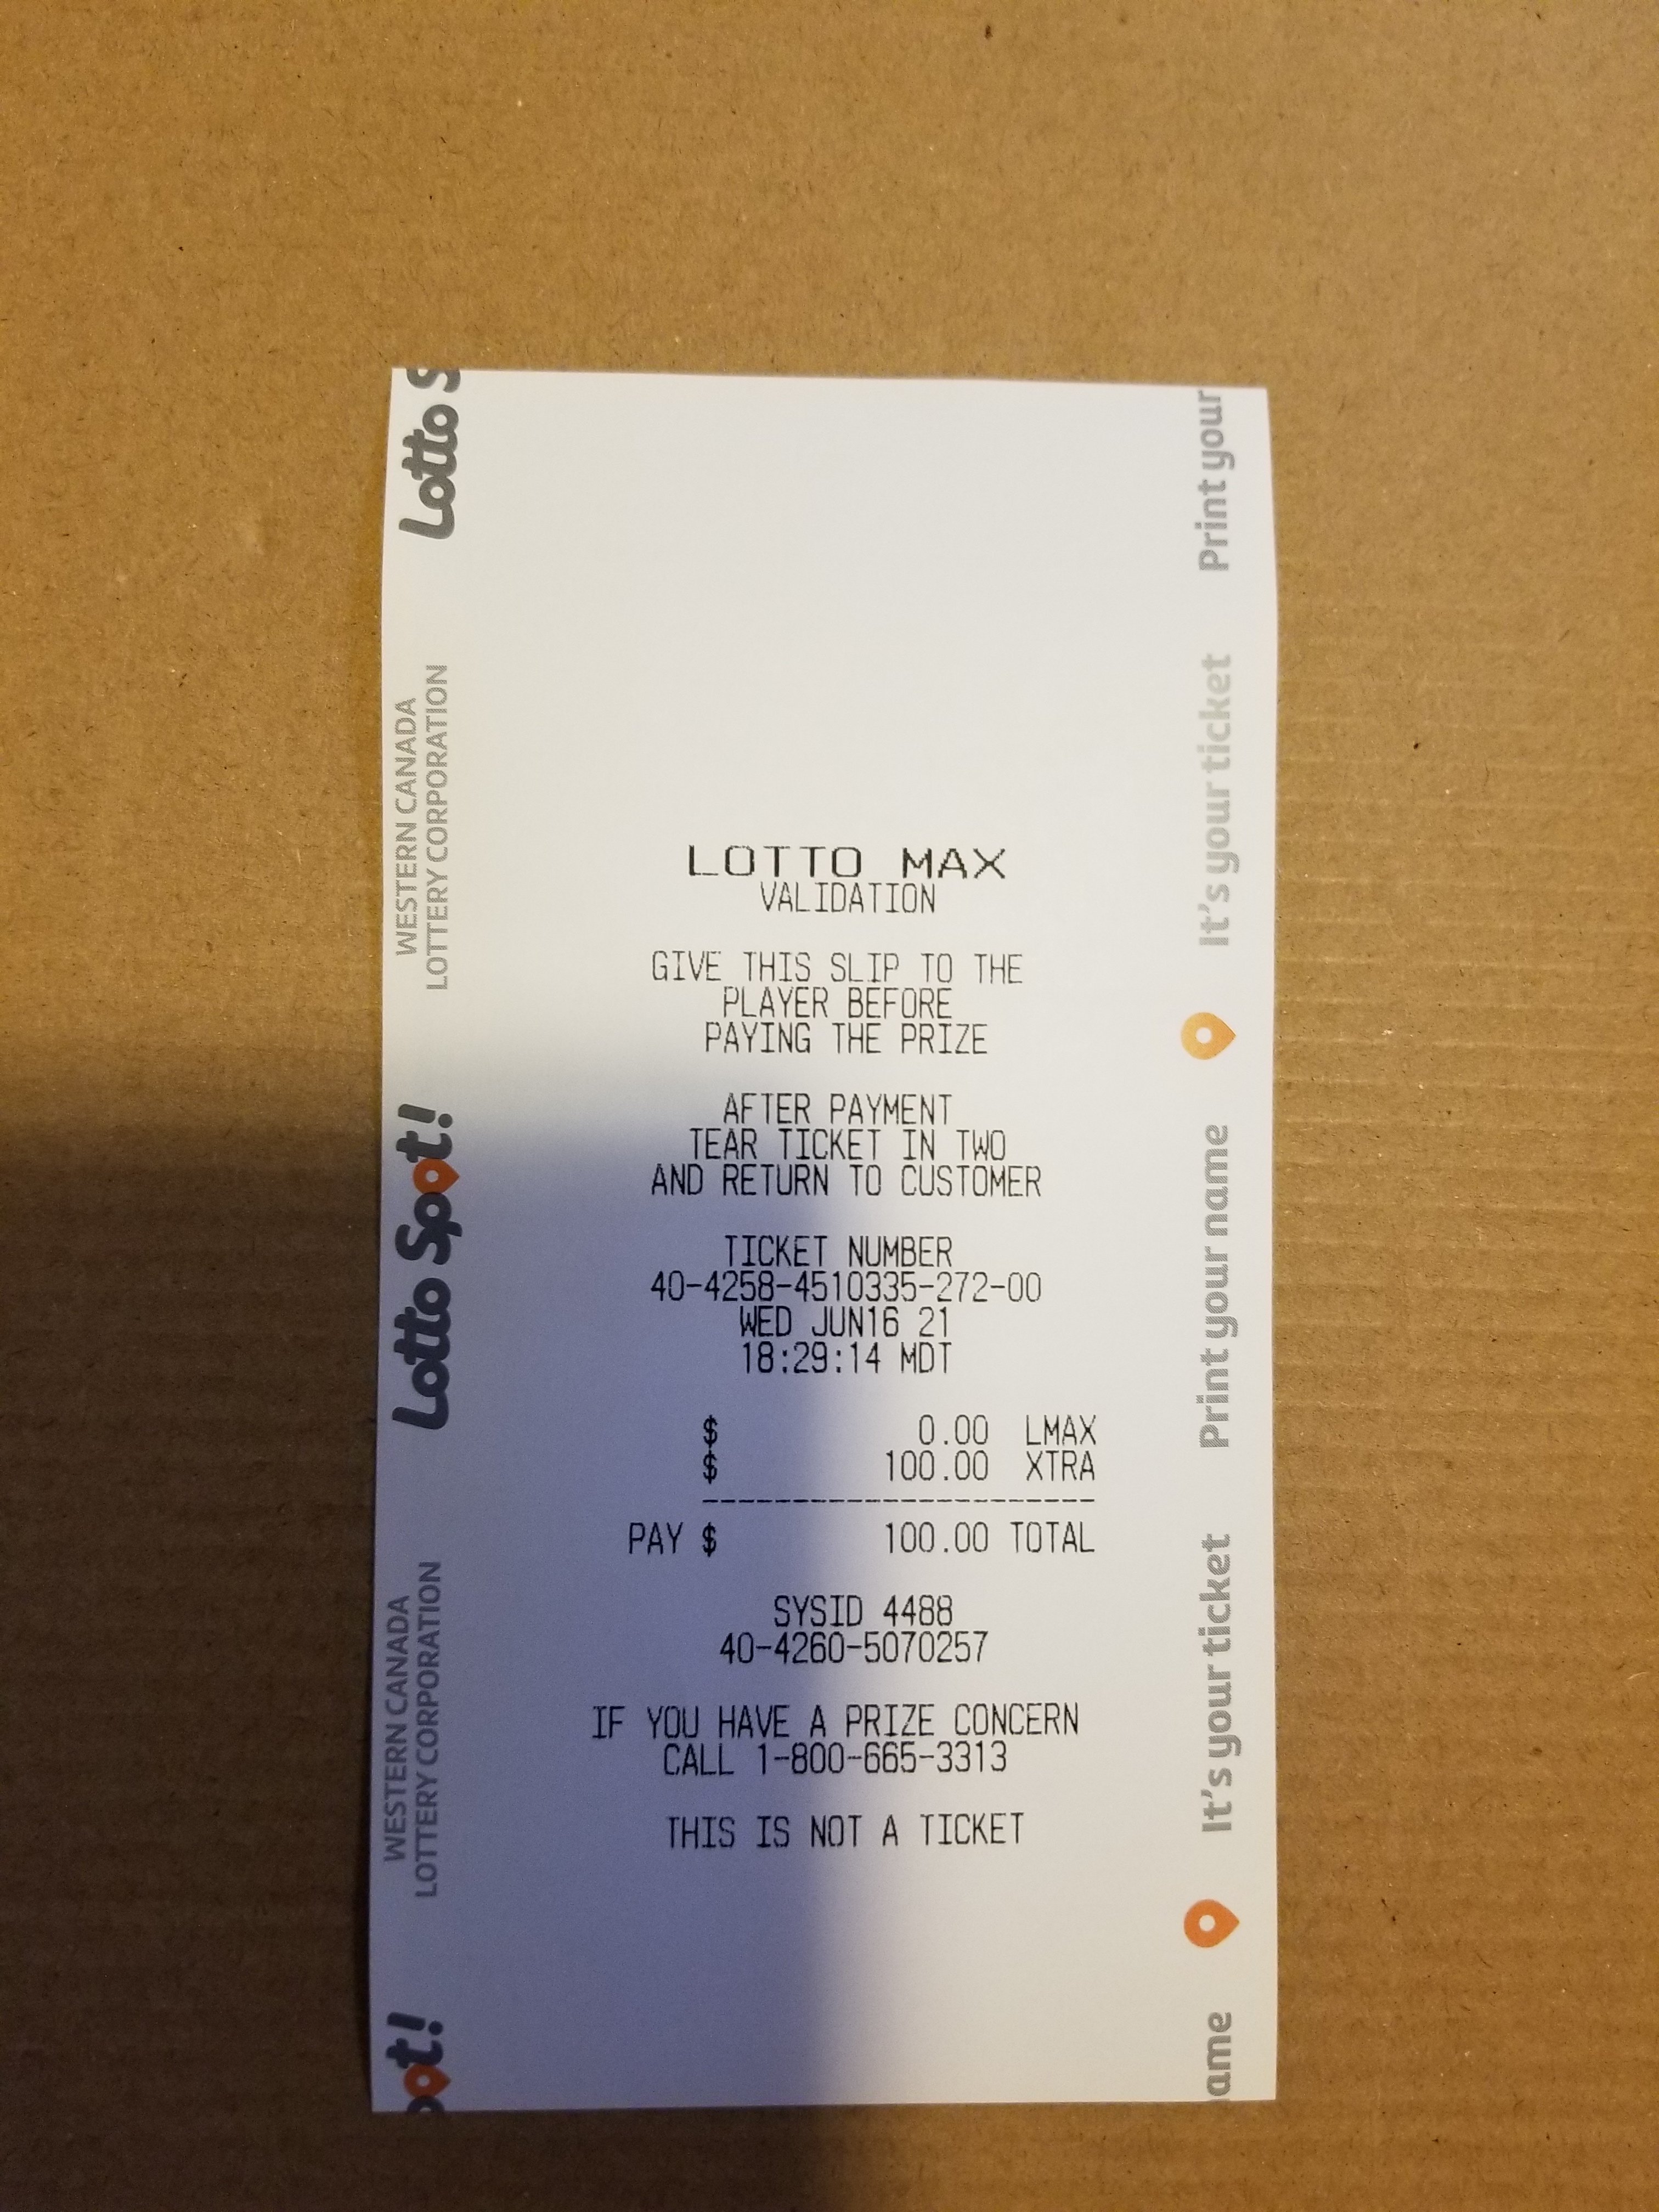 LOTTO MAX
VALIDATION
GIVE THIS SLIP TO THE
PLAYER BEFORE
PAYING THE PRIZE
AFTER PAYMENT
TEAR TICKET IN TWO
AND RETURN TO CUSTOMER
TICKET NUMBER
40-4258-4510335-272-00
WED JUN16 21
18:29:14 MDT
$ 0.00 LMAX
$ 100.00 XTRA
----------------------
PAY $ 100.00 TOTAL
SYSID 4488
40-4260-5070257
IF YOU HAVE A PRIZE CONCERN
CALL 1-800-665-3313
THIS IS NOT A TICKET
ot!
WESTERN CANADA
LOTTERY CORPORATION
Lotto Spot!
WESTERN CANADA
LOTTERY CORPORATION
Lotto S
ame
It's your ticket
Print your name
It's your ticket
Print your